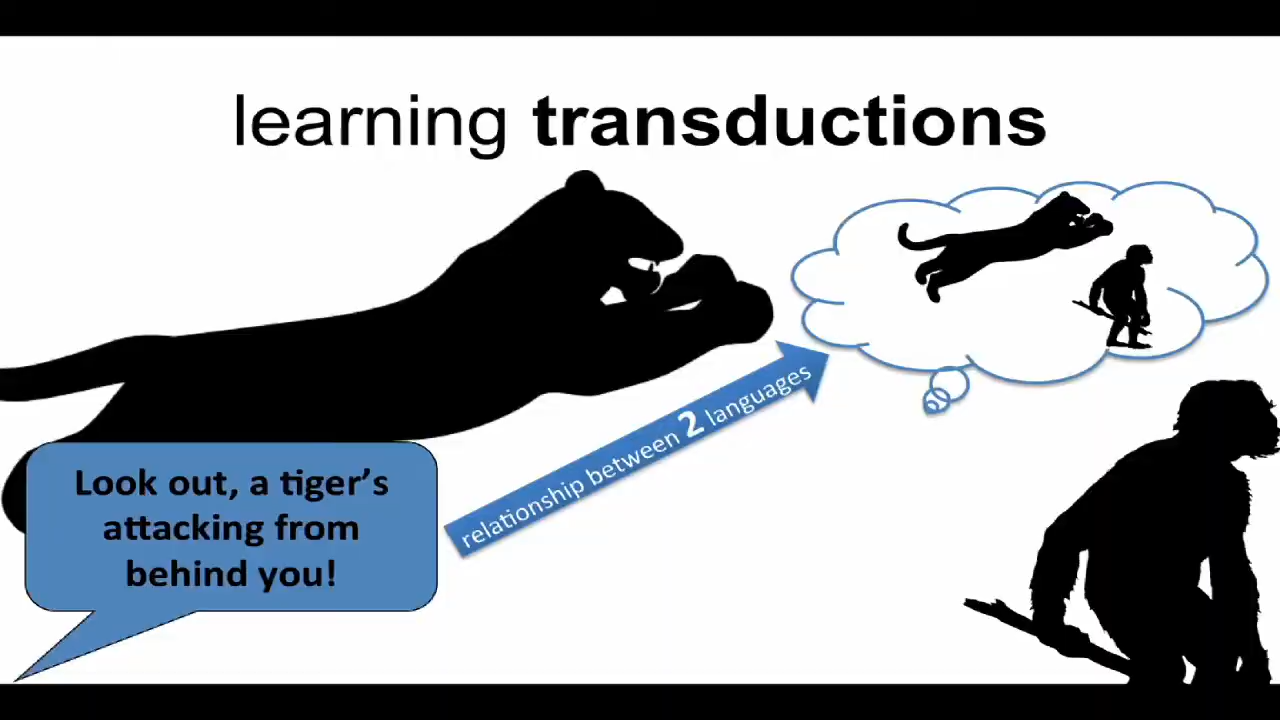 learning transductions
relationship between 2 languages
Look out, a tiger’s
attacking from
behind you!